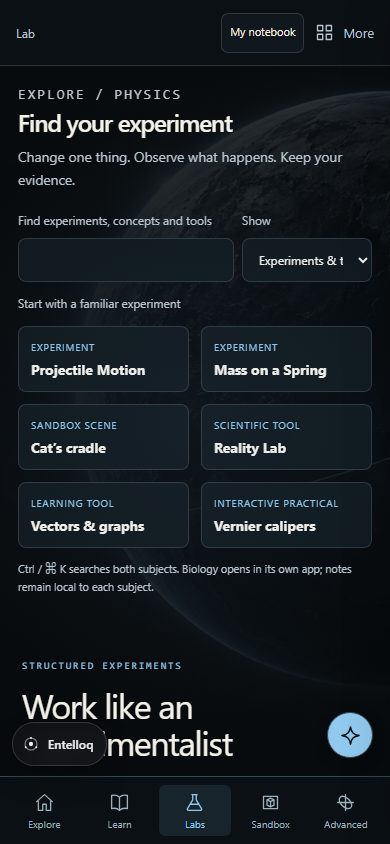 Lab
My notebook
More
EXPLORE / PHYSICS
Find your experiment
Change one thing. Observe what happens. Keep your
evidence.
Find experiments, concepts and tools
Show
Experiments & t
Start with a familiar experiment
EXPERIMENT
Projectile Motion
EXPERIMENT
Mass on a Spring
SANDBOX SCENE
Cat's cradle
SCIENTIFIC TOOL
Reality Lab
LEARNING TOOL
Vectors & graphs
INTERACTIVE PRACTICAL
Vernier calipers
Ctrl / ⌘ K searches both subjects. Biology opens in its own app; notes
remain local to each subject.
STRUCTURED EXPERIMENTS
Work like an
imentalist
Entelloq
Explore
Learn
Labs
Sandbox
Advanced